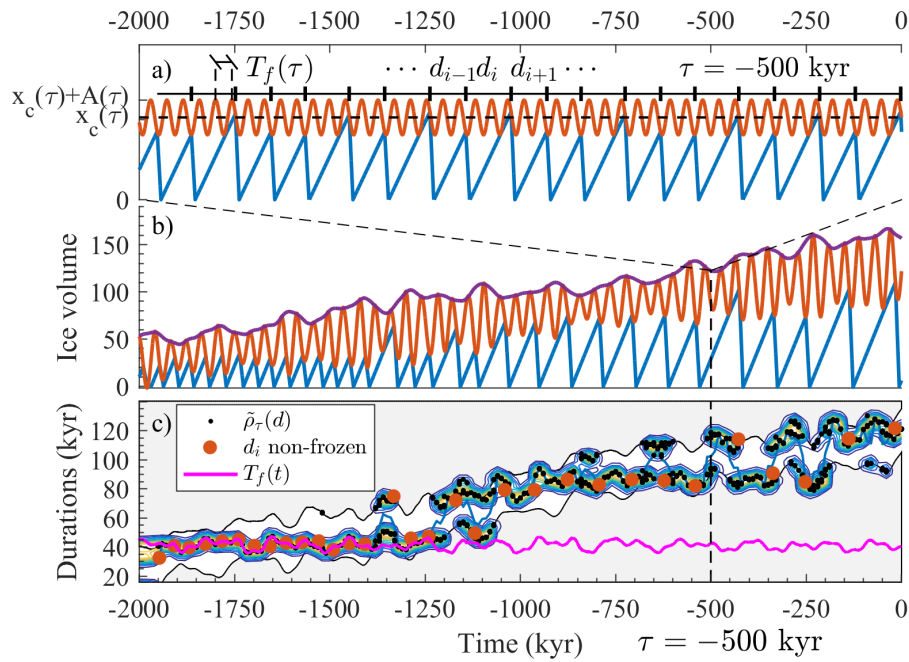 -2000 -1750 -1500 -1250 -1000 -750 -500 -250 0
a) T_f(τ) ⋯ d_{i−1} d_i d_{i+1} ⋯ τ = −500 kyr
x_c(τ)+A(τ)
x_c(τ)
0
b)
150
100
50
0
Ice volume
c)
ρ̃_τ(d)
d_i non-frozen
T_f(t)
120
100
80
60
40
20
Durations (kyr)
-2000 -1750 -1500 -1250 -1000 -750 -500 -250 0
Time (kyr) τ = −500 kyr